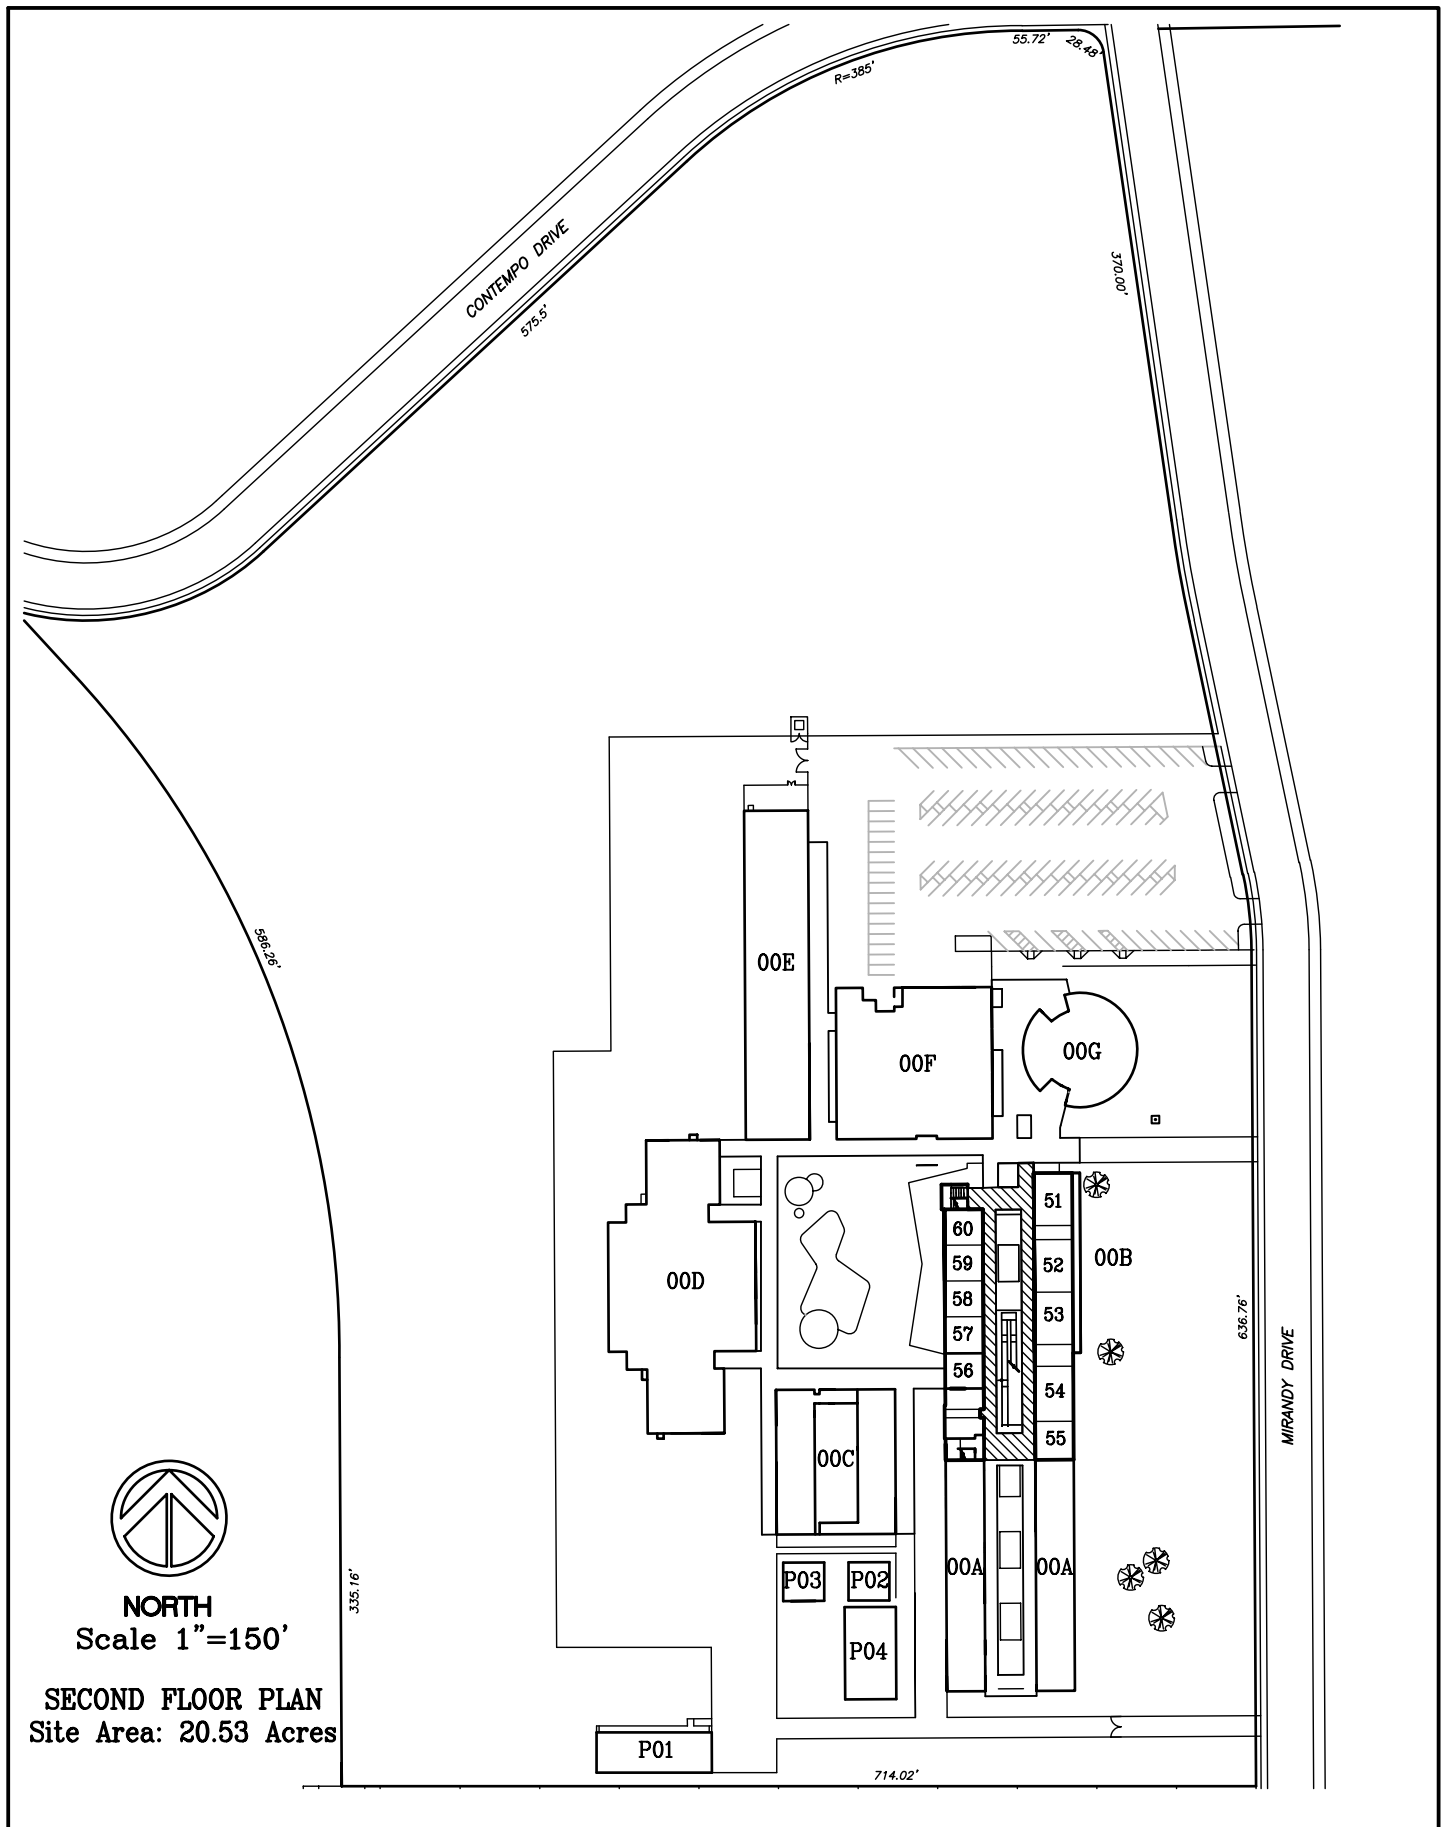 55.72'
28.48'
R=385'
CONTEMPO DRIVE
575.5'
370.00'
586.26'
00E
00F
00G
51
60
59
52
00B
58
00D
53
57
636.76'
MIRANDY DRIVE
56
54
55
00C
00A
00A
P03
P02
335.16'
NORTH
Scale 1"=150'
P04
SECOND FLOOR PLAN
Site Area: 20.53 Acres
P01
714.02'